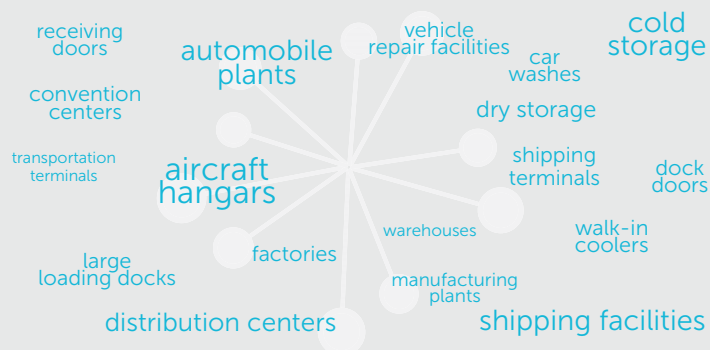 receiving
doors
automobile
plants
vehicle
repair facilities
car
washes
cold
storage
convention
centers
dry storage
transportation
terminals
aircraft
hangars
shipping
terminals
dock
doors
warehouses
walk-in
coolers
large
loading docks
factories
manufacturing
plants
distribution centers
shipping facilities